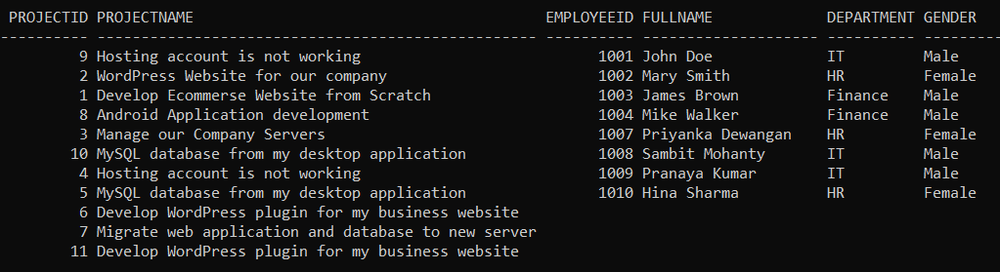 PROJECTID PROJECTNAME EMPLOYEEID FULLNAME DEPARTMENT GENDER
---------- -------------------------------------------------- ---------- -------------------- ---------- ---------
9 Hosting account is not working 1001 John Doe IT Male
2 WordPress Website for our company 1002 Mary Smith HR Female
1 Develop Ecommerse Website from Scratch 1003 James Brown Finance Male
8 Android Application development 1004 Mike Walker Finance Male
3 Manage our Company Servers 1007 Priyanka Dewangan HR Female
10 MySQL database from my desktop application 1008 Sambit Mohanty IT Male
4 Hosting account is not working 1009 Pranaya Kumar IT Male
5 MySQL database from my desktop application 1010 Hina Sharma HR Female
6 Develop WordPress plugin for my business website
7 Migrate web application and database to new server
11 Develop WordPress plugin for my business website